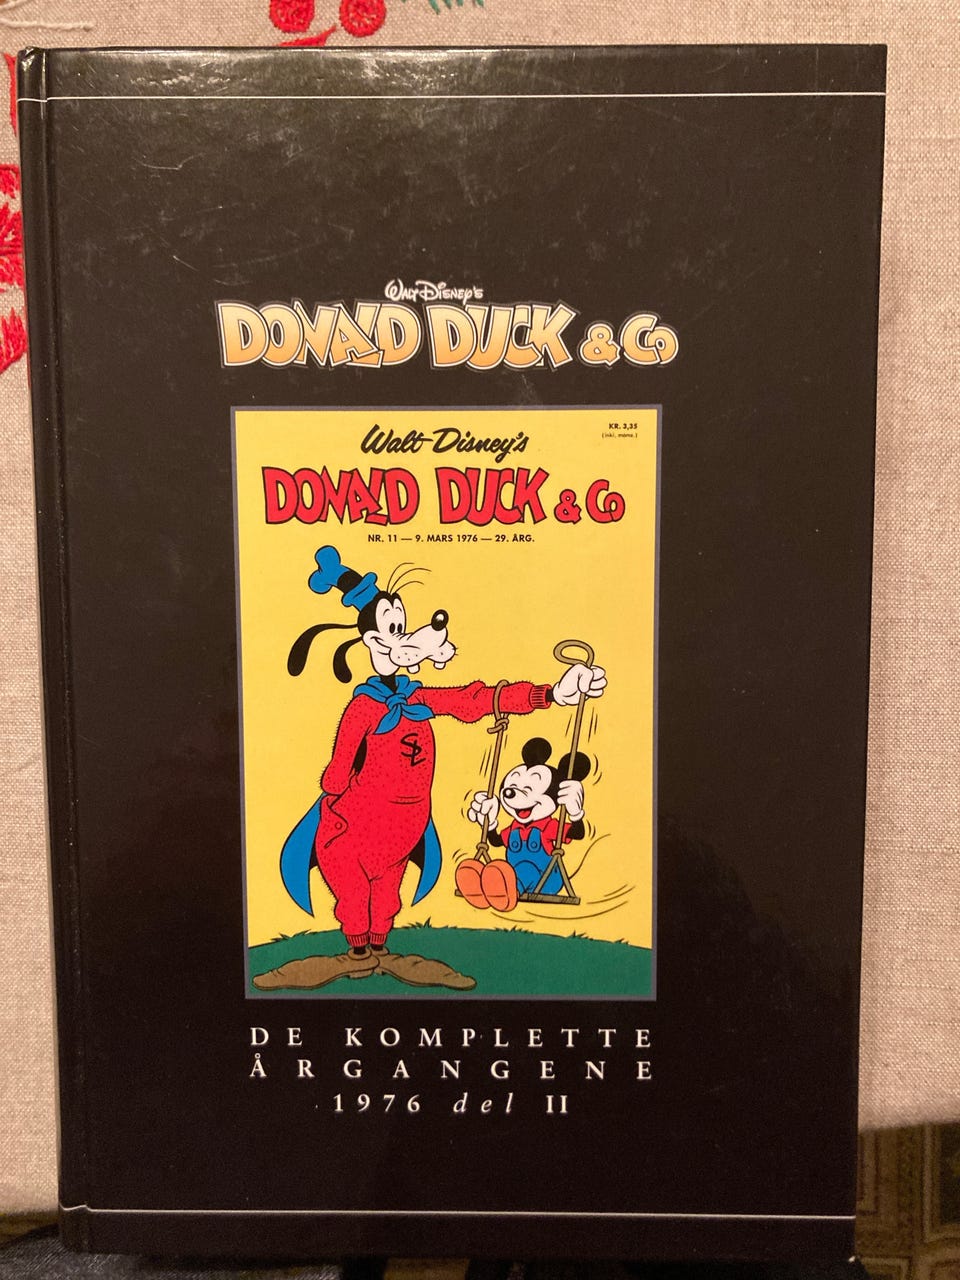 Walt Disney's
DONALD DUCK & Co
KR. 3,35
(inkl. moms.)
Walt Disney's
DONALD DUCK & Co
NR. 11 — 9. MARS 1976 — 29. ÅRG.
SL
DE KOMPLETTE
ÅRGANGENE
1976 del II